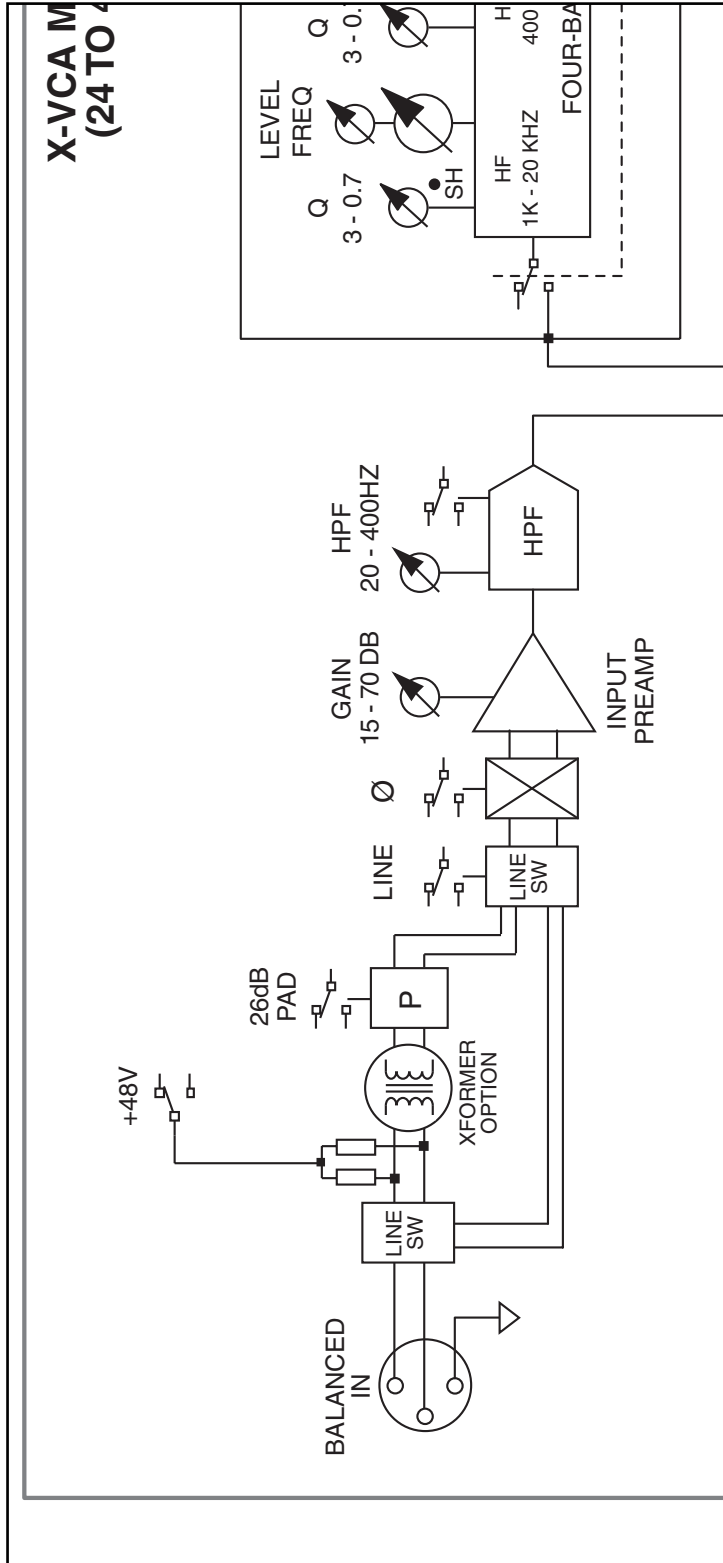 X-VCA M
(24 TO 4
BALANCED
IN
LINE
SW
+48V
XFORMER
OPTION
26dB
PAD
P
LINE
LINE
SW
Ø
GAIN
15 - 70 DB
INPUT
PREAMP
HPF
20 - 400HZ
HPF
Q
3 - 0.7
SH
LEVEL
FREQ
HF
1K - 20 KHZ
FOUR-BA
Q
3 - 0.
H
400